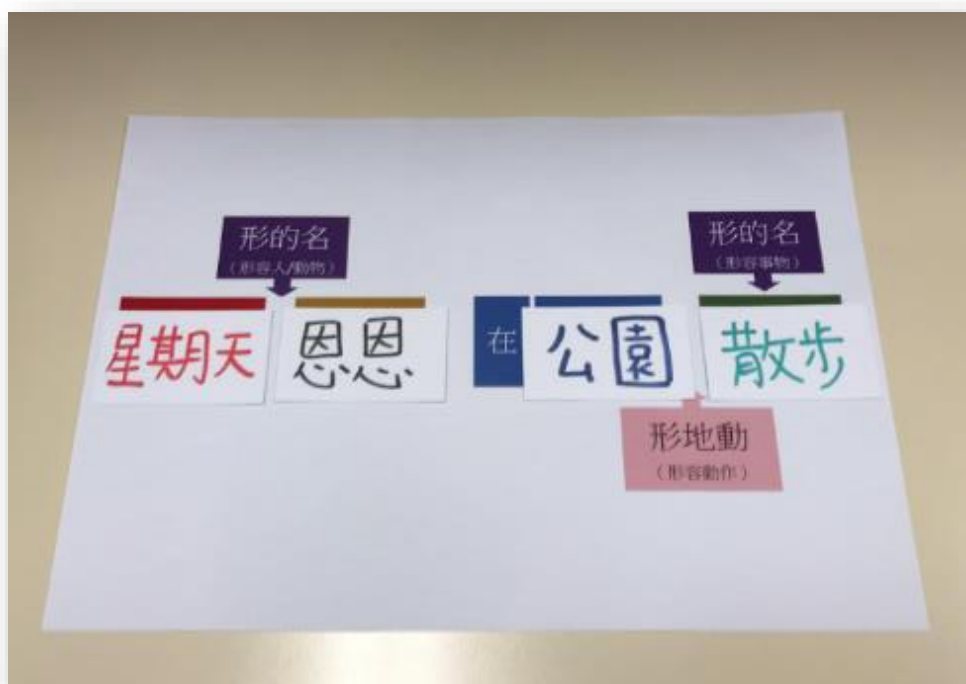 形的名
（形容人/動物）
形的名
（形容事物）
星期天 恩恩 在 公園 散步
形地動
（形容動作）